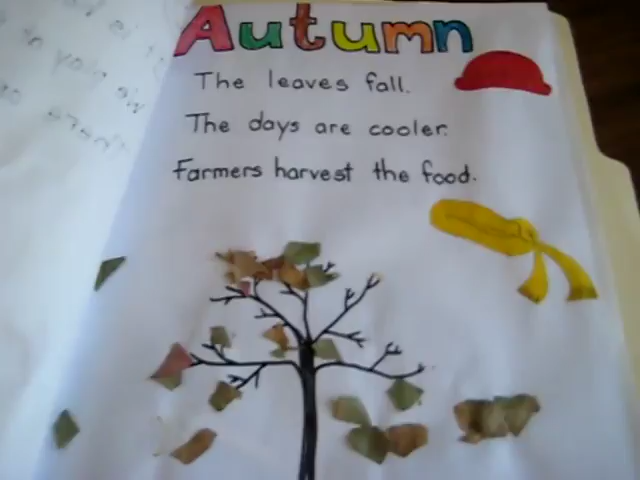 Autumn
The leaves fall.
The days are cooler.
Farmers harvest the food.